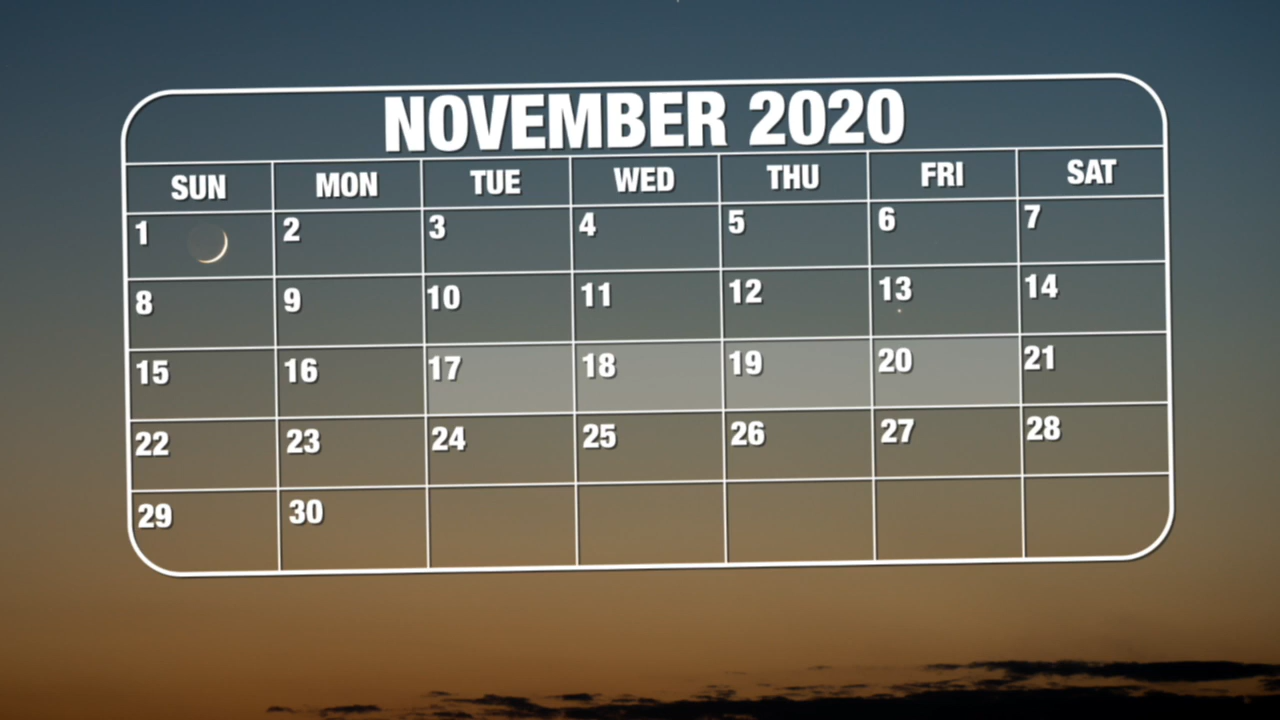 NOVEMBER 2020
SUN MON TUE WED THU FRI SAT
1 2 3 4 5 6 7
8 9 10 11 12 13 14
15 16 17 18 19 20 21
22 23 24 25 26 27 28
29 30